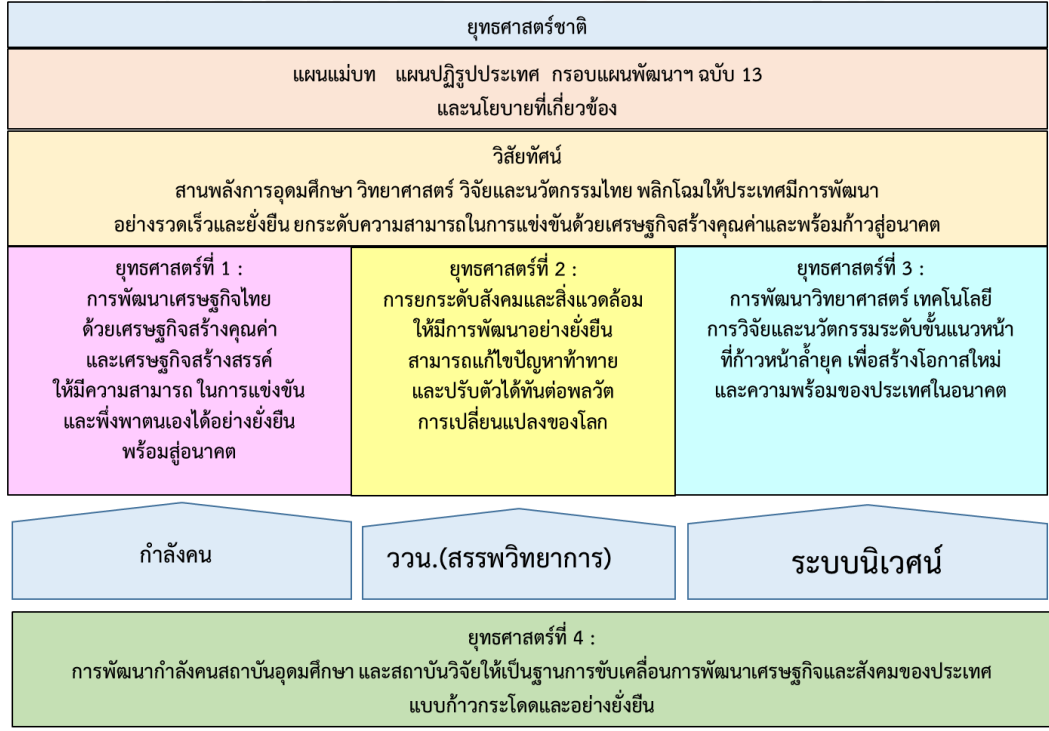 ยุทธศาสตร์ชาติ
แผนแม่บท แผนปฏิรูปประเทศ กรอบแผนพัฒนาฯ ฉบับ 13
และนโยบายที่เกี่ยวข้อง
วิสัยทัศน์
สานพลังการอุดมศึกษา วิทยาศาสตร์ วิจัยและนวัตกรรมไทย พลิกโฉมให้ประเทศมีการพัฒนา
อย่างรวดเร็วและยั่งยืน ยกระดับความสามารถในการแข่งขันด้วยเศรษฐกิจสร้างคุณค่าและพร้อมก้าวสู่อนาคต
ยุทธศาสตร์ที่ 1 :
การพัฒนาเศรษฐกิจไทย
ด้วยเศรษฐกิจสร้างคุณค่า
และเศรษฐกิจสร้างสรรค์
ให้มีความสามารถ ในการแข่งขัน
และพึ่งพาตนเองได้อย่างยั่งยืน
พร้อมสู่อนาคต
ยุทธศาสตร์ที่ 2 :
การยกระดับสังคมและสิ่งแวดล้อม
ให้มีการพัฒนาอย่างยั่งยืน
สามารถแก้ไขปัญหาท้าทาย
และปรับตัวได้ทันต่อพลวัต
การเปลี่ยนแปลงของโลก
ยุทธศาสตร์ที่ 3 :
การพัฒนาวิทยาศาสตร์ เทคโนโลยี
การวิจัยและนวัตกรรมระดับขั้นแนวหน้า
ที่ก้าวหน้าล้ำยุค เพื่อสร้างโอกาสใหม่
และความพร้อมของประเทศในอนาคต
กำลังคน
ววน.(สรรพวิทยาการ)
ระบบนิเวศน์
ยุทธศาสตร์ที่ 4 :
การพัฒนากำลังคนสถาบันอุดมศึกษา และสถาบันวิจัยให้เป็นฐานการขับเคลื่อนการพัฒนาเศรษฐกิจและสังคมของประเทศ
แบบก้าวกระโดดและอย่างยั่งยืน